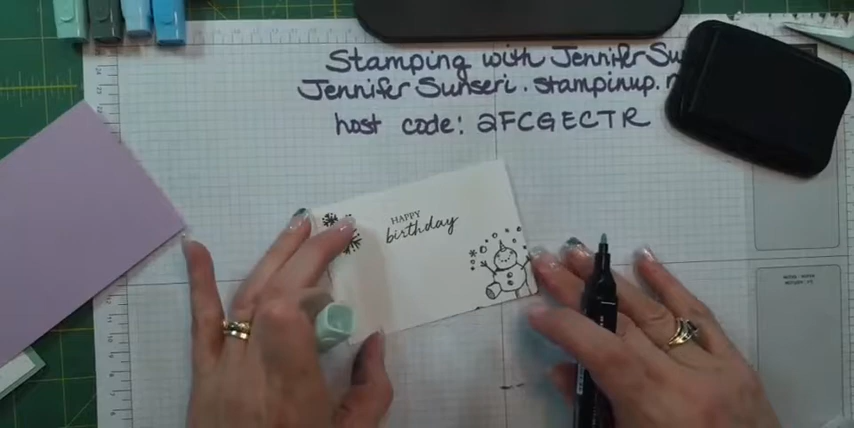 Stamping with Jennifer
Jennifer Sunseri . stampinup.
host code: 2FCGECTR
HAPPY
birthday